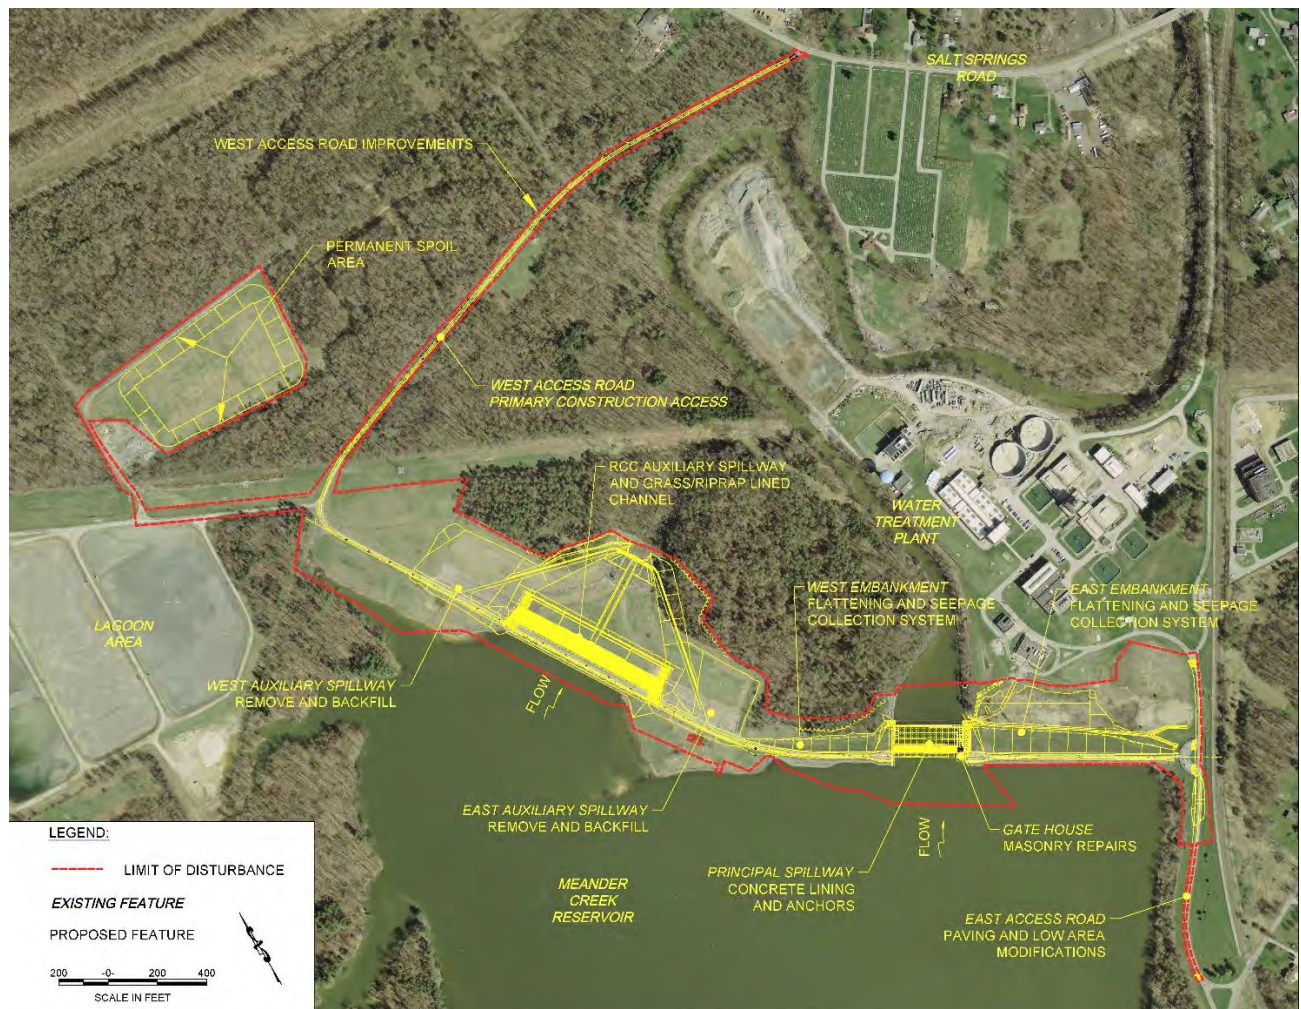 SALT SPRINGS
ROAD
WEST ACCESS ROAD IMPROVEMENTS
PERMANENT SPOIL
AREA
WEST ACCESS ROAD
PRIMARY CONSTRUCTION ACCESS
RCC AUXILIARY SPILLWAY
AND GRASS/RIPRAP LINED
CHANNEL
WATER
TREATMENT
PLANT
WEST EMBANKMENT
FLATTENING AND SEEPAGE
COLLECTION SYSTEM
EAST EMBANKMENT
FLATTENING AND SEEPAGE
COLLECTION SYSTEM
LAGOON
AREA
WEST AUXILIARY SPILLWAY
REMOVE AND BACKFILL
FLOW
EAST AUXILIARY SPILLWAY
REMOVE AND BACKFILL
FLOW
GATE HOUSE
MASONRY REPAIRS
PRINCIPAL SPILLWAY
CONCRETE LINING
AND ANCHORS
MEANDER
CREEK
RESERVOIR
EAST ACCESS ROAD
PAVING AND LOW AREA
MODIFICATIONS
LEGEND:
LIMIT OF DISTURBANCE
EXISTING FEATURE
PROPOSED FEATURE
200 -0- 200 400
SCALE IN FEET